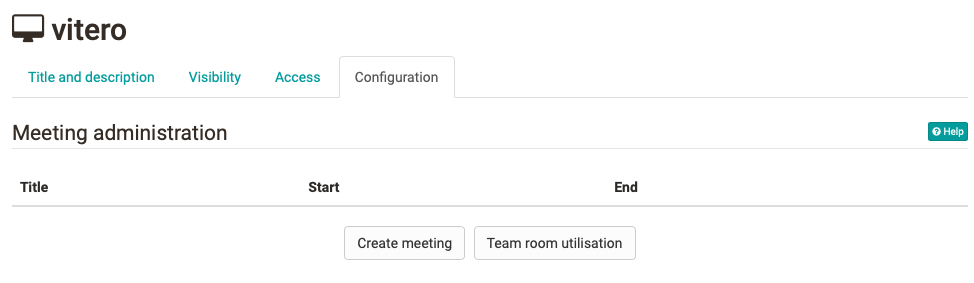 vitero
Title and description Visibility Access Configuration
Meeting administration Help
Title Start End
Create meeting Team room utilisation